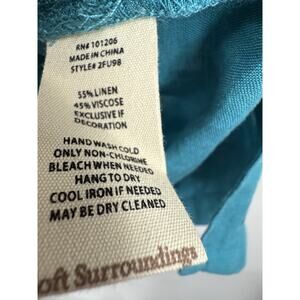 RN# 101206
MADE IN CHINA
STYLE# 2FU98
55% LINEN
45% VISCOSE
EXCLUSIVE IF
DECORATION
HAND WASH COLD
ONLY NON-CHLORINE
BLEACH WHEN NEEDED
HANG TO DRY
COOL IRON IF NEEDED
MAY BE DRY CLEANED
oft Surroundings